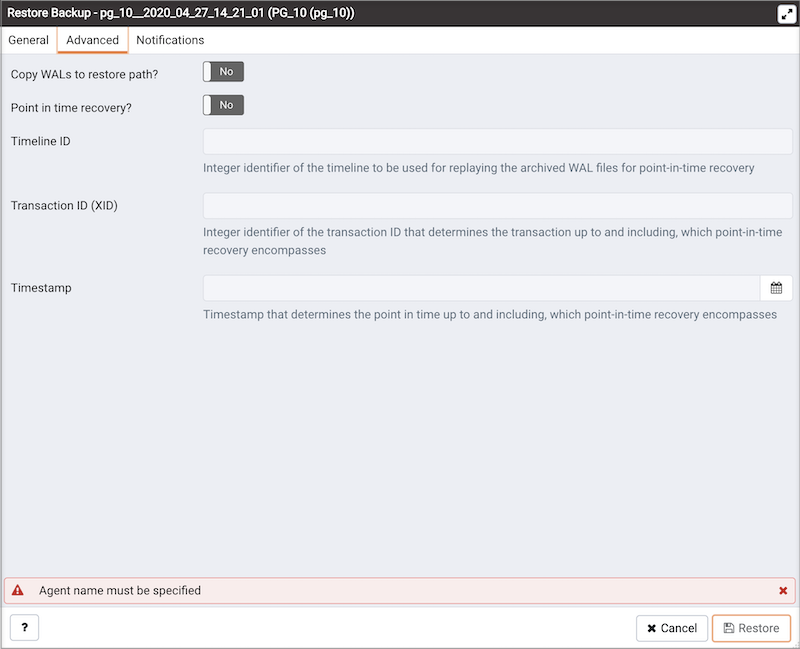 Restore Backup - pg_10__2020_04_27_14_21_01 (PG_10 (pg_10))
General Advanced Notifications
Copy WALs to restore path? No
Point in time recovery? No
Timeline ID
Integer identifier of the timeline to be used for replaying the archived WAL files for point-in-time recovery
Transaction ID (XID)
Integer identifier of the transaction ID that determines the transaction up to and including, which point-in-time
recovery encompasses
Timestamp
Timestamp that determines the point in time up to and including, which point-in-time recovery encompasses
Agent name must be specified
? Cancel Restore